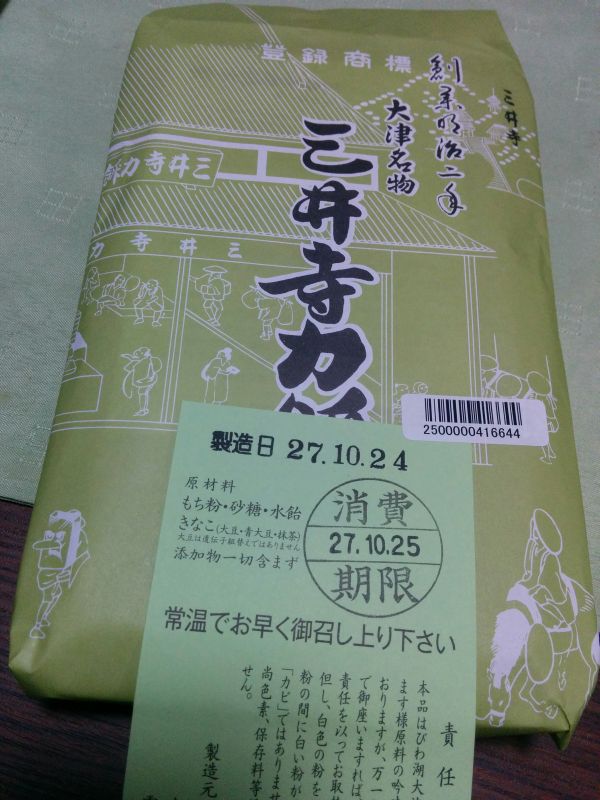 登録商標
創業明治二年
三井寺
大津名物
三井寺力餅
三井寺力餅
三井寺力
2500000416644
製造日 27.10.24
原材料
もち粉・砂糖・水飴
きなこ(大豆・青大豆・抹茶)
大豆は遺伝子組替えではありません
添加物一切含まず
消費
27.10.25
期限
常温でお早く御召し上り下さい
責任
本品はびわ湖大
ます様原料の吟
おりますが、万一
て御座いますれば、
責任を以ってお取
但し、白色の粉を
粉の間に白い粉が
「カビ」ではありませ
尚色素、保存料等
せん。
製造元